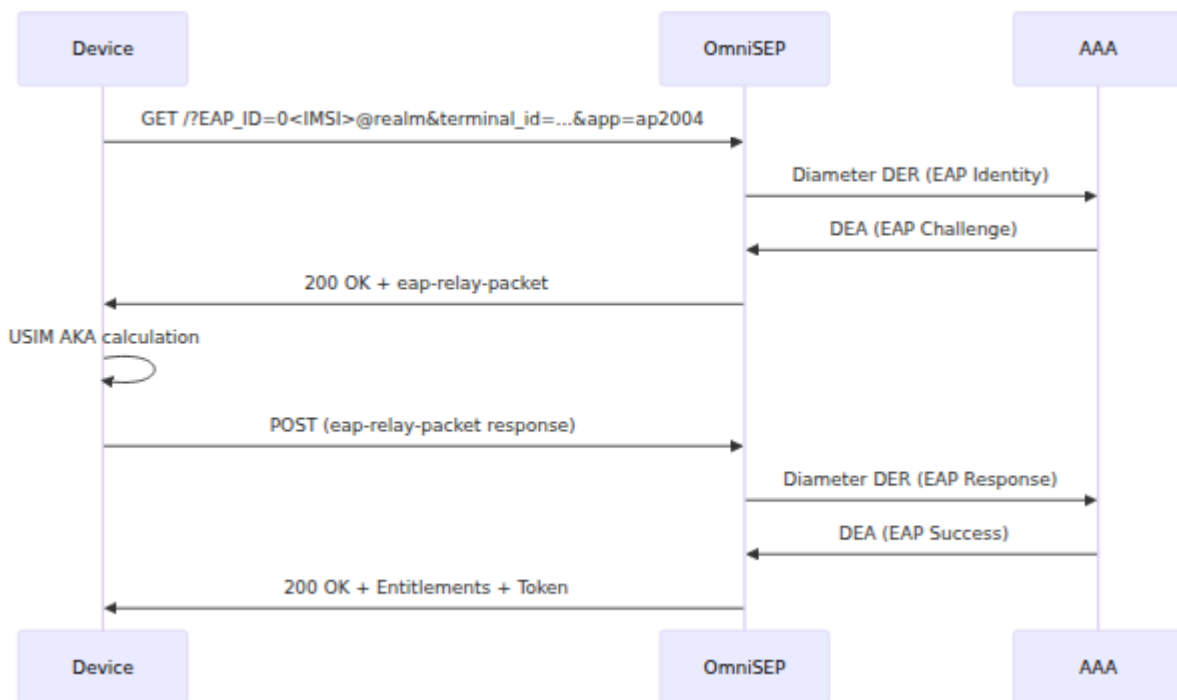 Device
OmniSEP
AAA
GET /?EAP_ID=0<IMSI>@realm&terminal_id=...&app=ap2004
Diameter DER (EAP Identity)
DEA (EAP Challenge)
200 OK + eap-relay-packet
USIM AKA calculation
POST (eap-relay-packet response)
Diameter DER (EAP Response)
DEA (EAP Success)
200 OK + Entitlements + Token
Device
OmniSEP
AAA